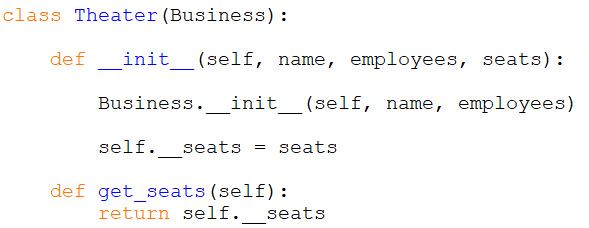 class Theater(Business):
    def __init__(self, name, employees, seats):
        Business.__init__(self, name, employees)
        self.__seats = seats
    def get_seats(self):
        return self.__seats